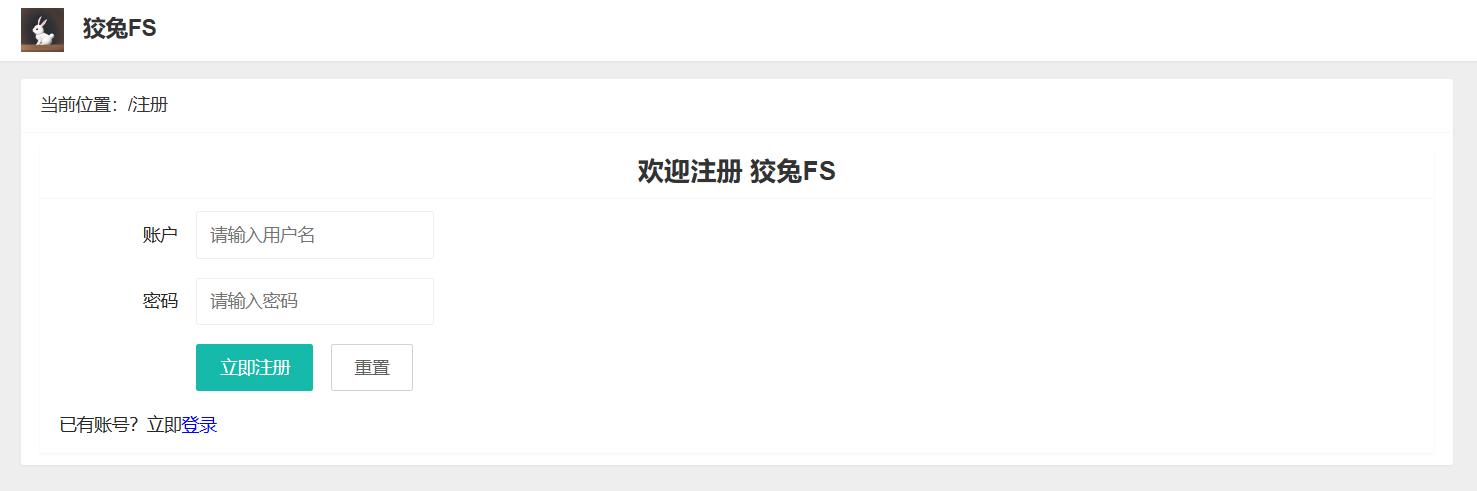 狡兔FS
当前位置：/注册
欢迎注册 狡兔FS
账户 请输入用户名
密码 请输入密码
立即注册 重置
已有账号？立即登录